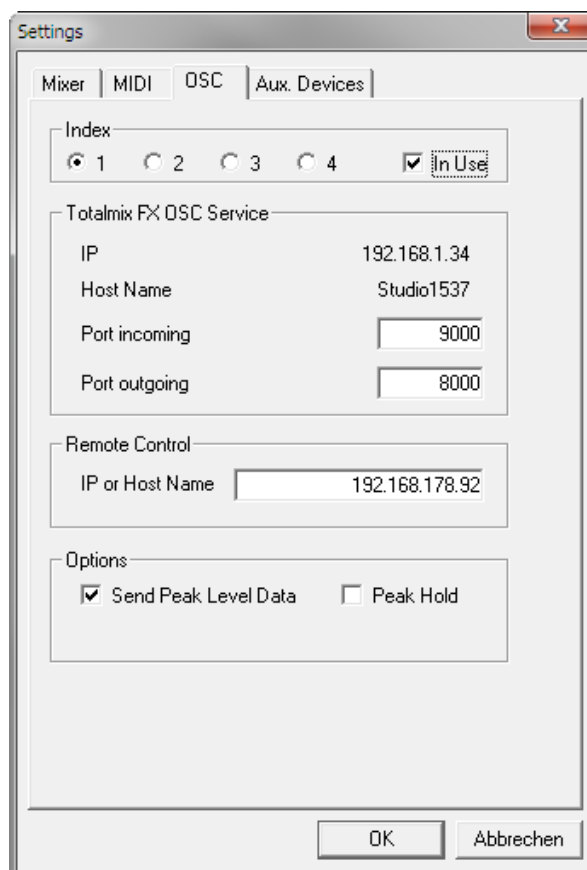 Settings
Mixer MIDI OSC Aux. Devices
Index
1 2 3 4 In Use
Totalmix FX OSC Service
IP 192.168.1.34
Host Name Studio1537
Port incoming 9000
Port outgoing 8000
Remote Control
IP or Host Name 192.168.178.92
Options
Send Peak Level Data Peak Hold
OK Abbrechen